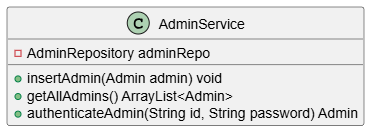 C AdminService
AdminRepository adminRepo
insertAdmin(Admin admin) void
getAllAdmins() ArrayList<Admin>
authenticateAdmin(String id, String password) Admin